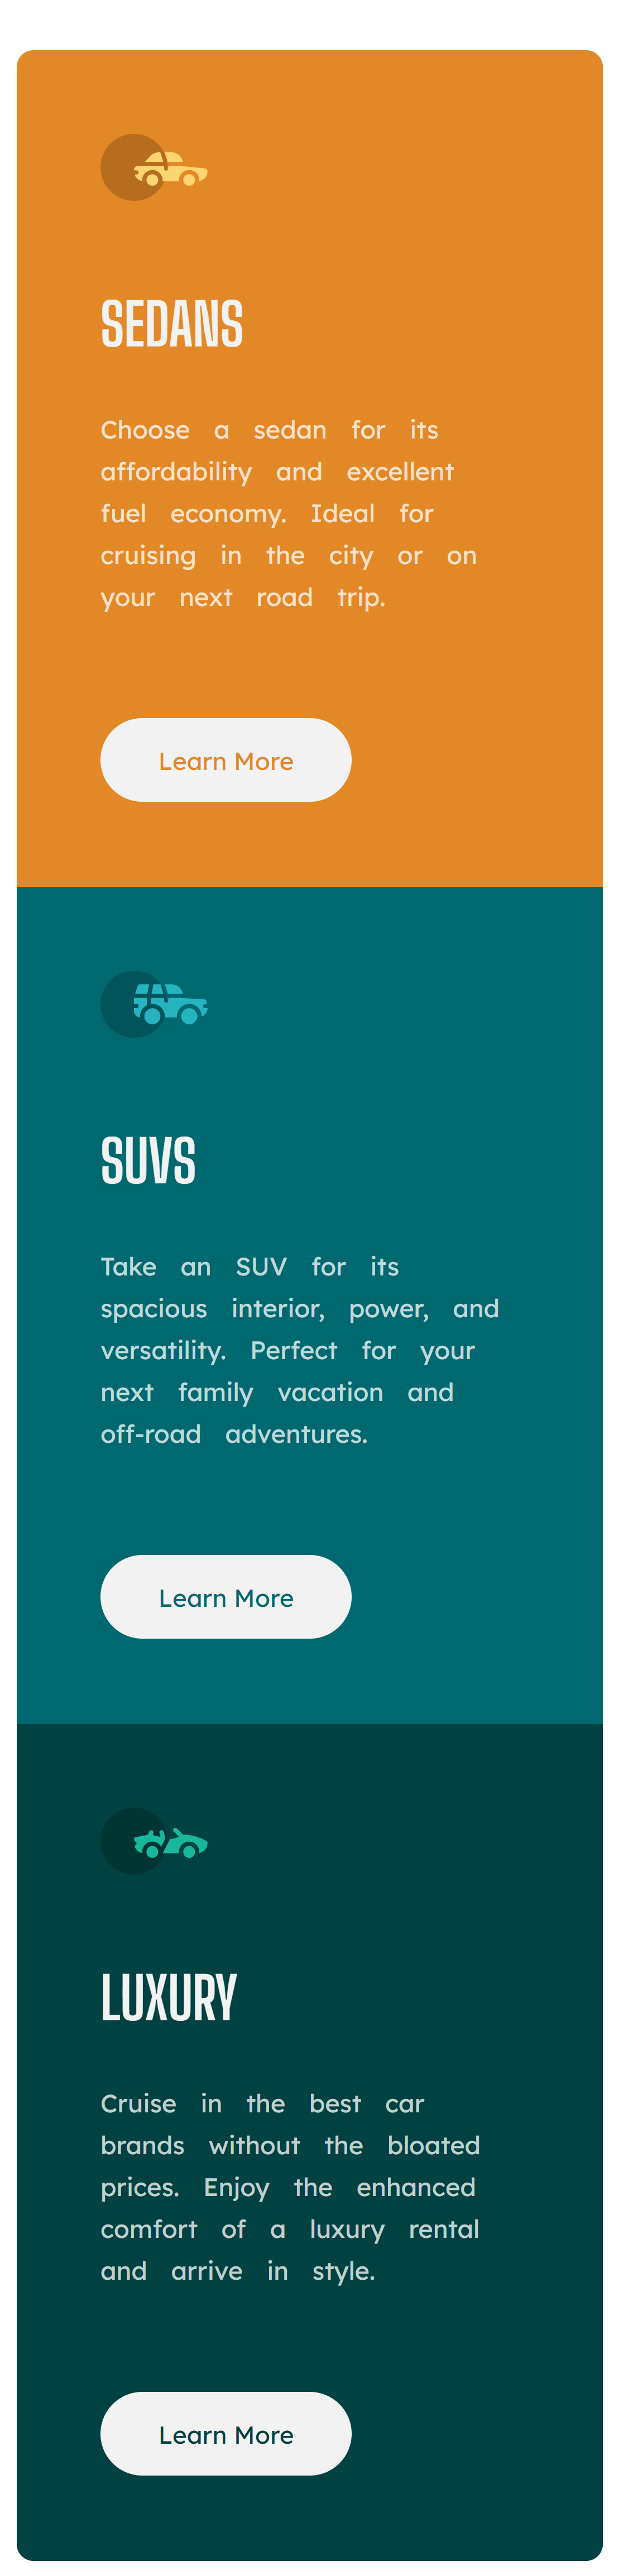 SEDANS
Choose a sedan for its
affordability and excellent
fuel economy. Ideal for
cruising in the city or on
your next road trip.
Learn More
SUVS
Take an SUV for its
spacious interior, power, and
versatility. Perfect for your
next family vacation and
off-road adventures.
Learn More
LUXURY
Cruise in the best car
brands without the bloated
prices. Enjoy the enhanced
comfort of a luxury rental
and arrive in style.
Learn More